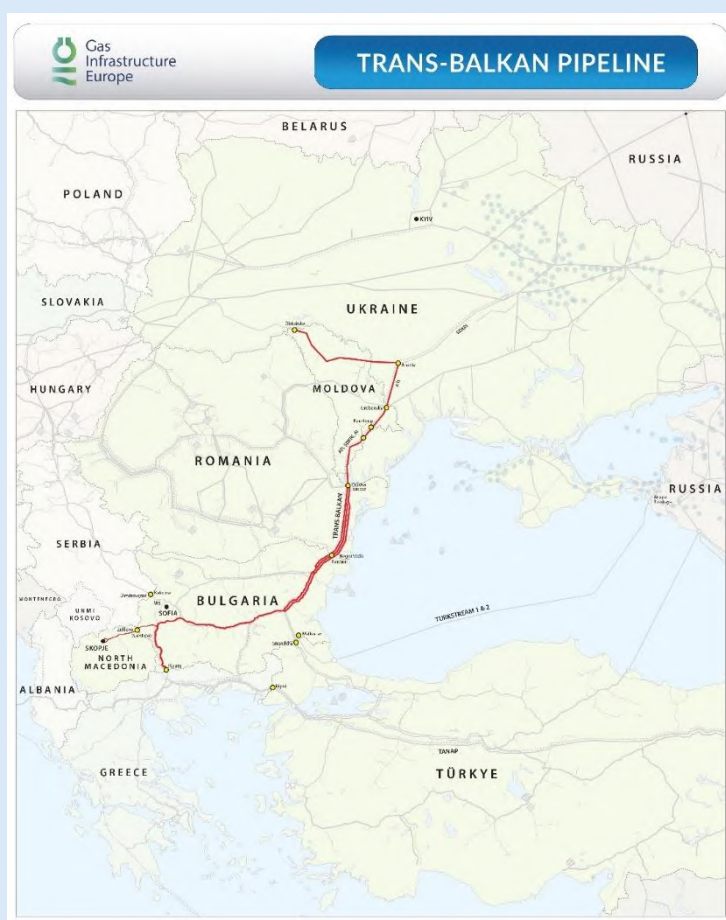 Gas
Infrastructure
Europe
TRANS-BALKAN PIPELINE
BELARUS
RUSSIA
POLAND
KYIV
SLOVAKIA
UKRAINE
HUNGARY
MOLDOVA
ROMANIA
RUSSIA
TRANS-BALKAN
SERBIA
MONTENEGRO
UNMI
KOSOVO
BULGARIA
SOFIA
TURKSTREAM 1 & 2
SKOPJE
NORTH
MACEDONIA
ALBANIA
TANAP
GREECE
TÜRKYE